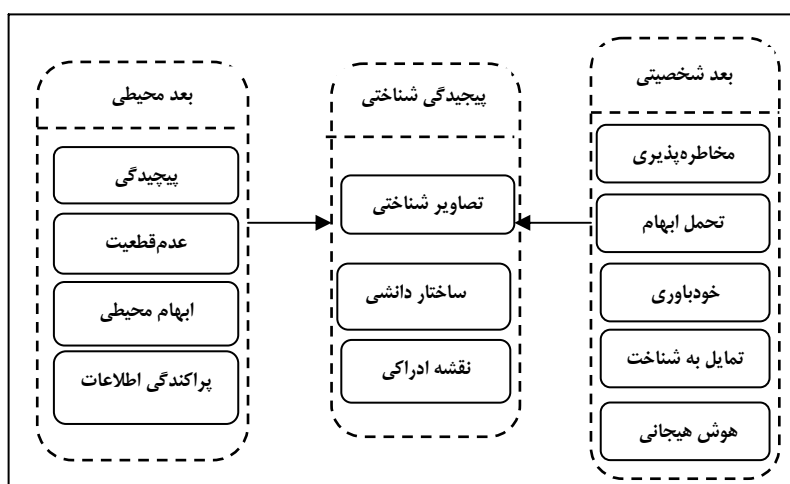 بعد شخصیتی
مخاطره‌پذیری
تحمل ابهام
خودباوری
تمایل به شناخت
هوش هیجانی
پیجیدگی شناختی
تصاویر شناختی
ساختار دانشی
نقشه ادراکی
بعد محیطی
پیچیدگی
عدم‌قطعیت
ابهام محیطی
پراکندگی اطلاعات